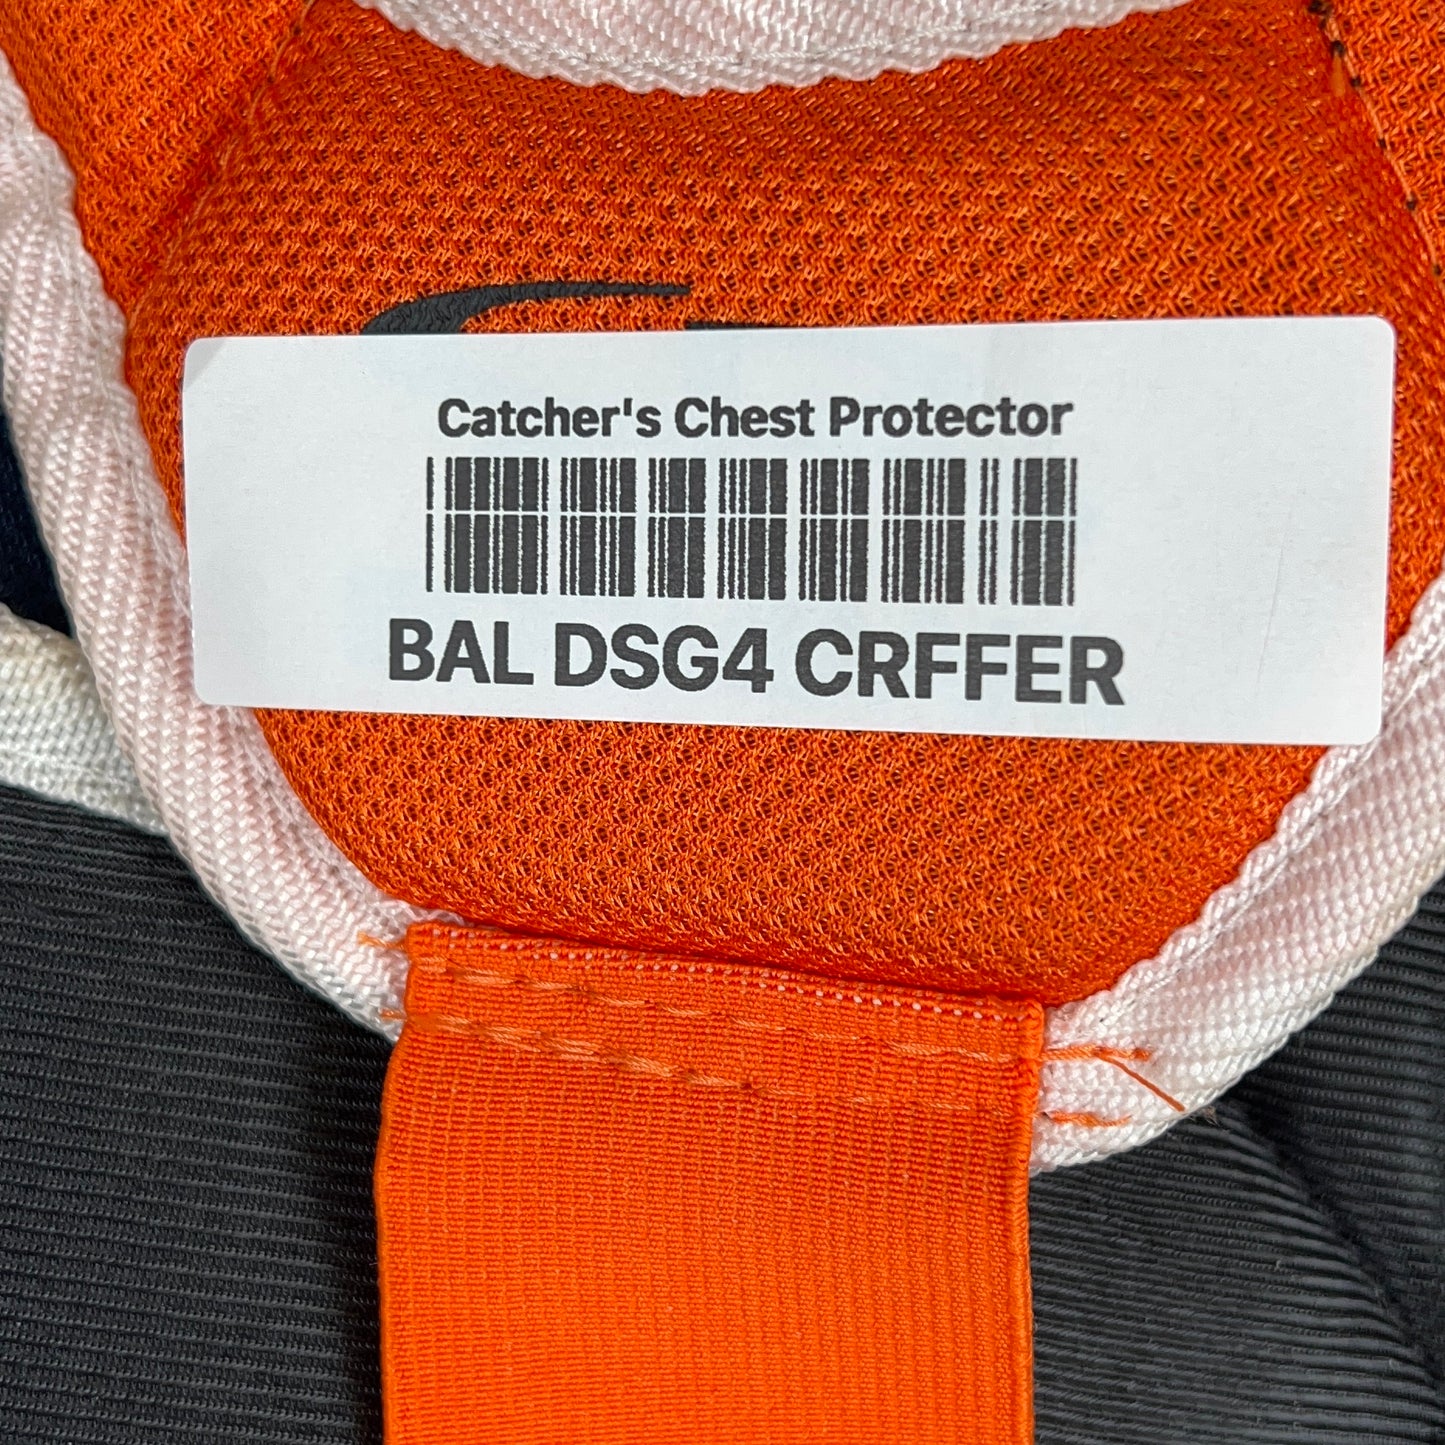 Catcher's Chest Protector
BAL DSG4 CRFFER